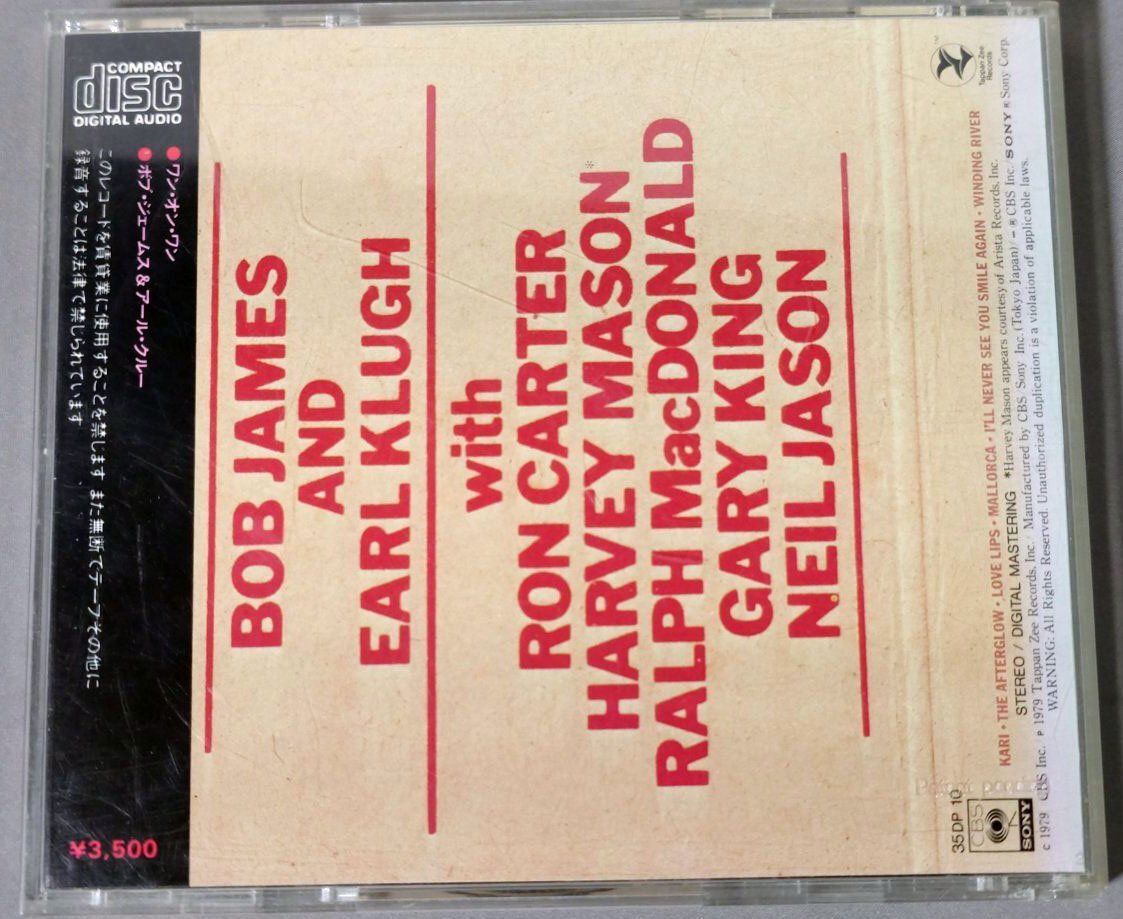 COMPACT
disc
DIGITAL AUDIO
●ワン・オン・ワン
●ボブ・ジェームス&アール・クルー
このレコードを賃貸業に使用することを禁じます また無断でテープその他に
録音することは法律で禁じられています
¥3,500
BOB JAMES
AND
EARL KLUGH
with
RON CARTER
HARVEY MASON*
RALPH MacDONALD
GARY KING
NEIL JASON
Tappan Zee
Records
TM
KARI • THE AFTERGLOW • LOVE LIPS • MALLORCA • I'LL NEVER SEE YOU SMILE AGAIN • WINDING RIVER
STEREO / DIGITAL MASTERING *Harvey Mason appears courtesy of Arista Records, Inc.
35DP 10
CBS
SONY
c 1979 CBS Inc. P 1979 Tappan Zee Records, Inc./ Manufactured by CBS/Sony Inc.(Tokyo Japan)/ – ® CBS Inc./SONY ® Sony Corp.
WARNING: All Rights Reserved. Unauthorized duplication is a violation of applicable laws.